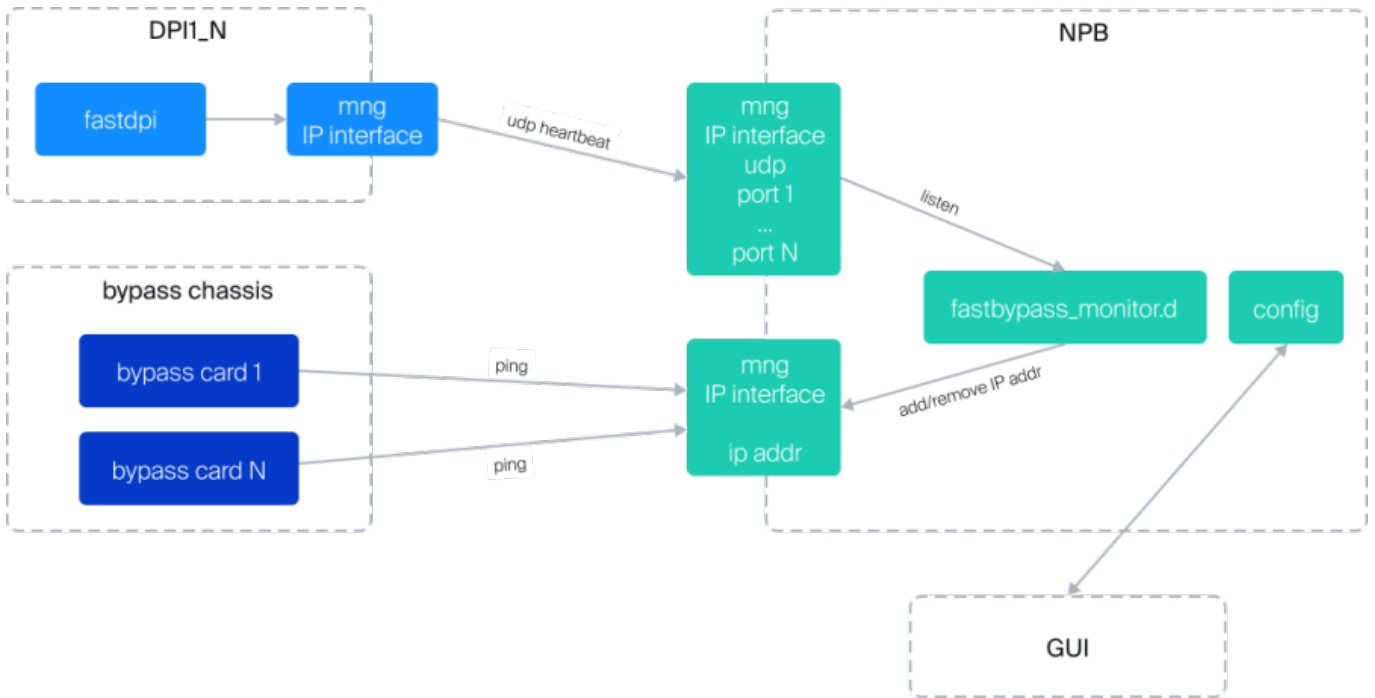 DPI1_N
fastdpi
mng
IP interface
udp heartbeat
NPB
mng
IP interface
udp
port 1
...
port N
listen
fastbypass_monitor.d
config
bypass chassis
bypass card 1
bypass card N
ping
ping
mng
IP interface
ip addr
add/remove IP addr
GUI